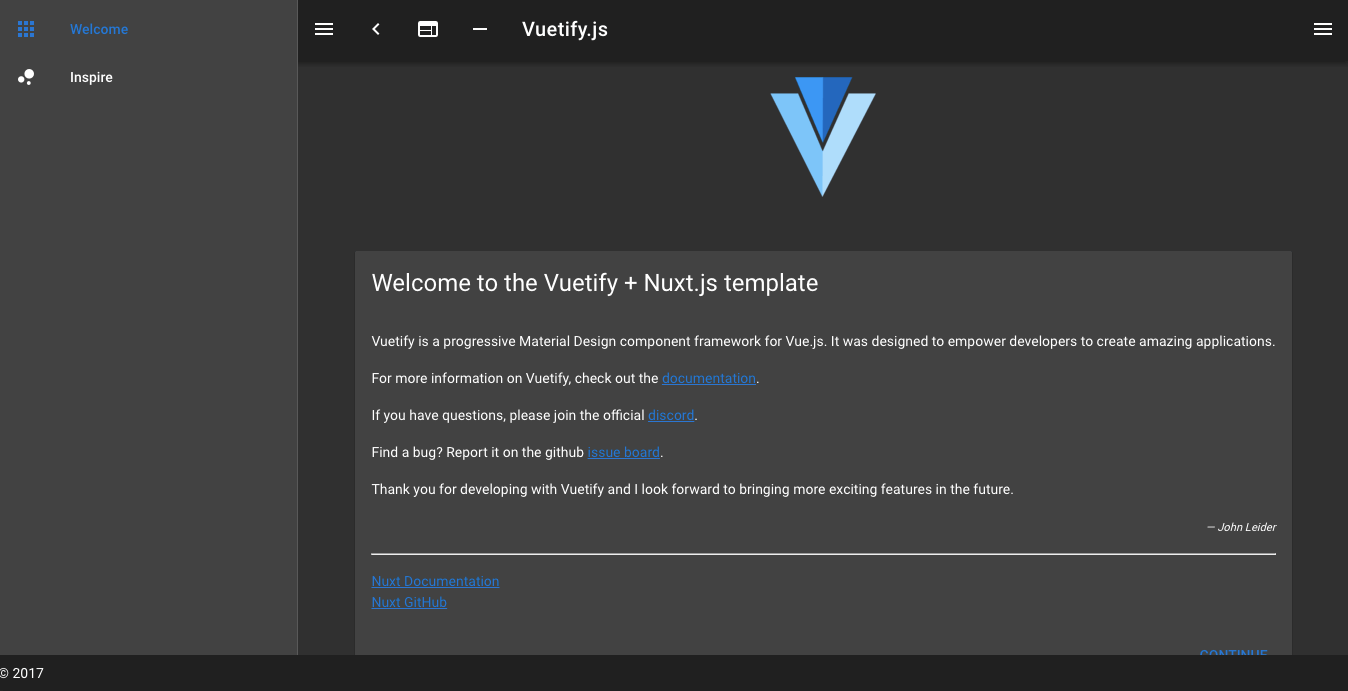 Welcome
Inspire
Vuetify.js
Welcome to the Vuetify + Nuxt.js template
Vuetify is a progressive Material Design component framework for Vue.js. It was designed to empower developers to create amazing applications.
For more information on Vuetify, check out the documentation.
If you have questions, please join the official discord.
Find a bug? Report it on the github issue board.
Thank you for developing with Vuetify and I look forward to bringing more exciting features in the future.
— John Leider
Nuxt Documentation
Nuxt GitHub
CONTINUE
© 2017